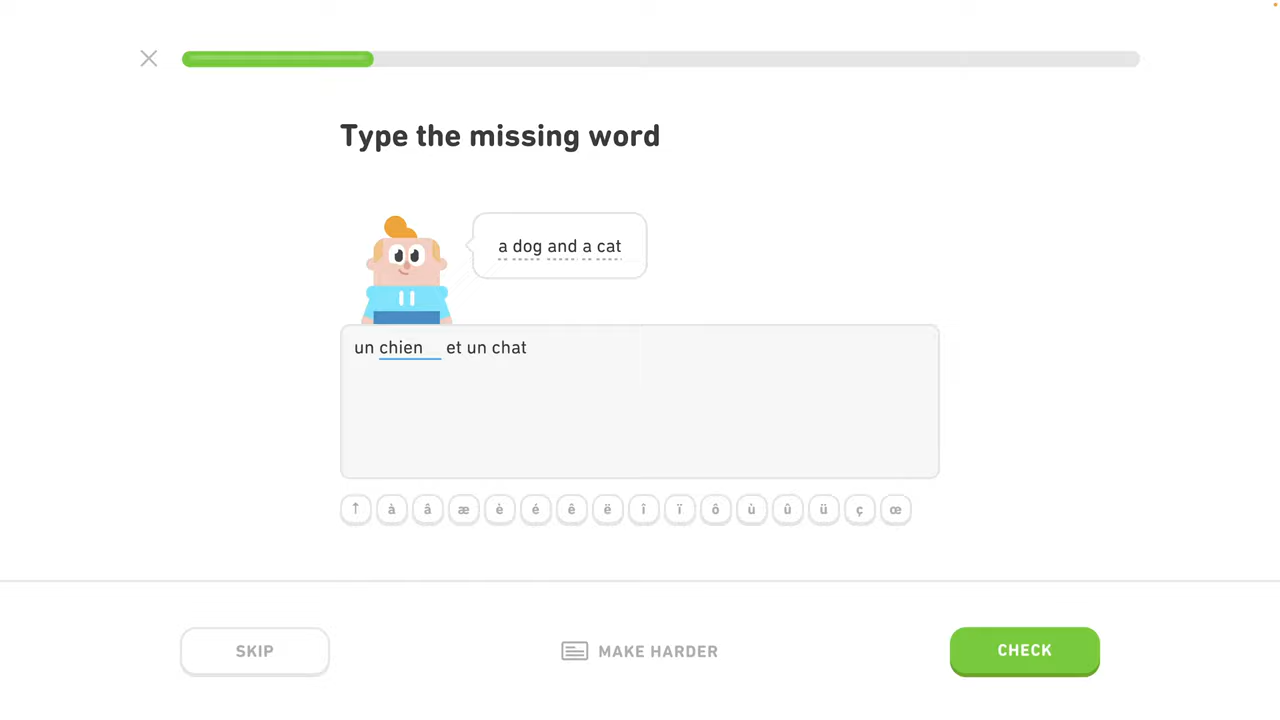 Type the missing word
a dog and a cat
un chien et un chat
↑ à â æ è é ê ë î ï ô ù û ü ç œ
SKIP
MAKE HARDER
CHECK